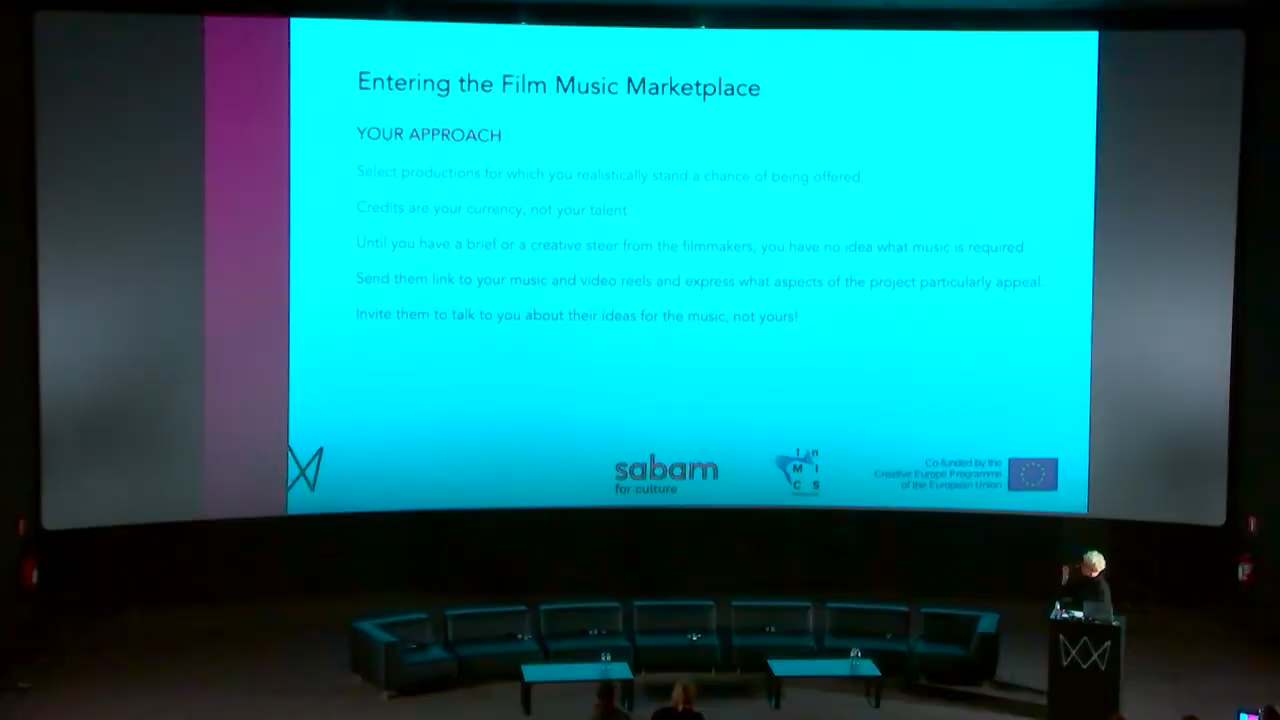 Entering the Film Music Marketplace
YOUR APPROACH
Select productions for which you realistically stand a chance of being offered
Credits are your currency, not your talent
Until you have a brief or a creative steer from the filmmakers, you have no idea what music is required
Send them link to your music and video reels and express what aspects of the project particularly appeal.
Invite them to talk to you about their ideas for the music, not yours!
sabam
for culture
I n
M I
C S
Co-funded by the
Creative Europe Programme
of the European Union